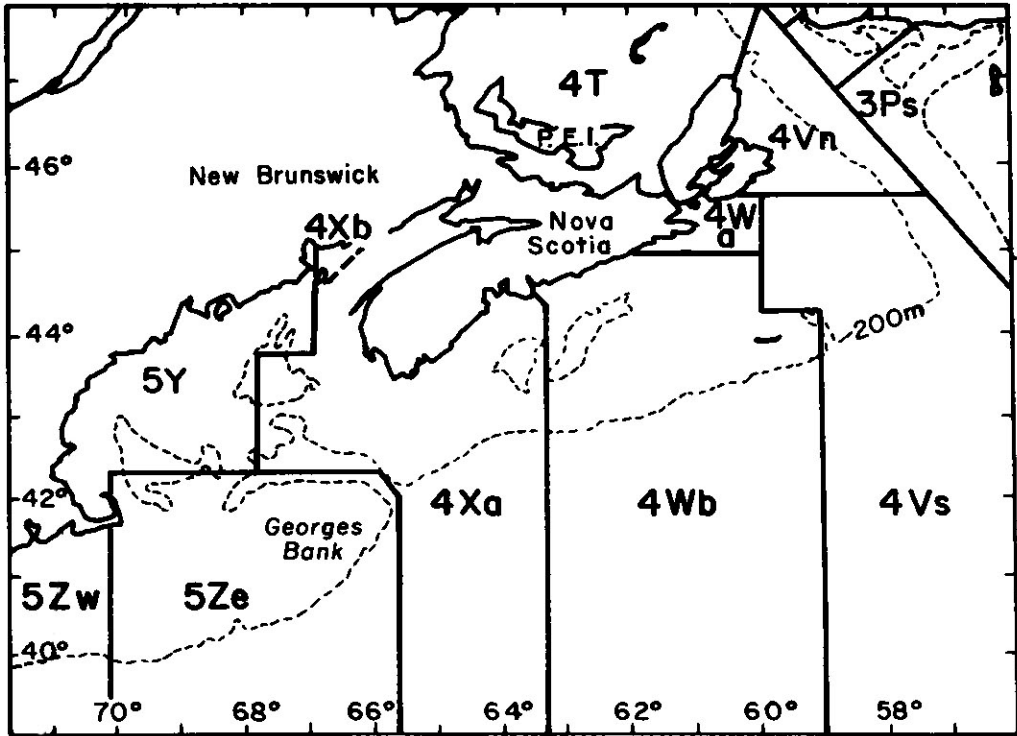 4T
3Ps
P.E.I.
4Vn
46°
New Brunswick
4W
a
4Xb
Nova
Scotia
44°
200m
5Y
42°
4Xa
4Wb
4Vs
Georges
Bank
5Zw
5Ze
40°
70°
68°
66°
64°
62°
60°
58°